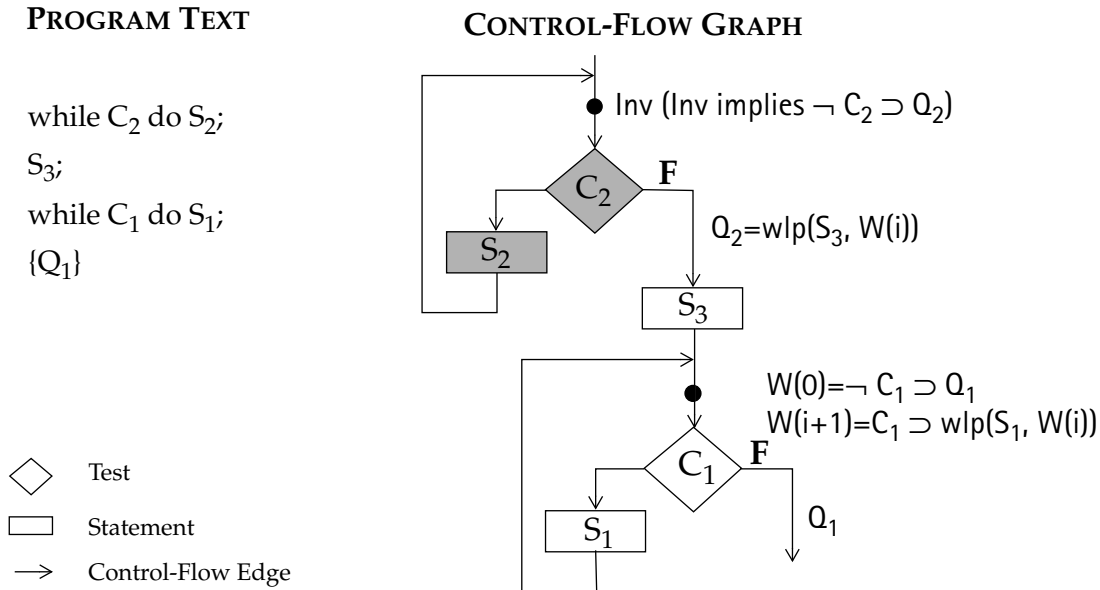 PROGRAM TEXT
CONTROL-FLOW GRAPH
while C₂ do S₂;
S₃;
while C₁ do S₁;
{Q₁}
Inv (Inv implies ¬ C₂ ⊃ Q₂)
C₂
F
S₂
Q₂=wlp(S₃, W(i))
S₃
W(0)=¬ C₁ ⊃ Q₁
W(i+1)=C₁ ⊃ wlp(S₁, W(i))
C₁
F
S₁
Q₁
Test
Statement
Control-Flow Edge